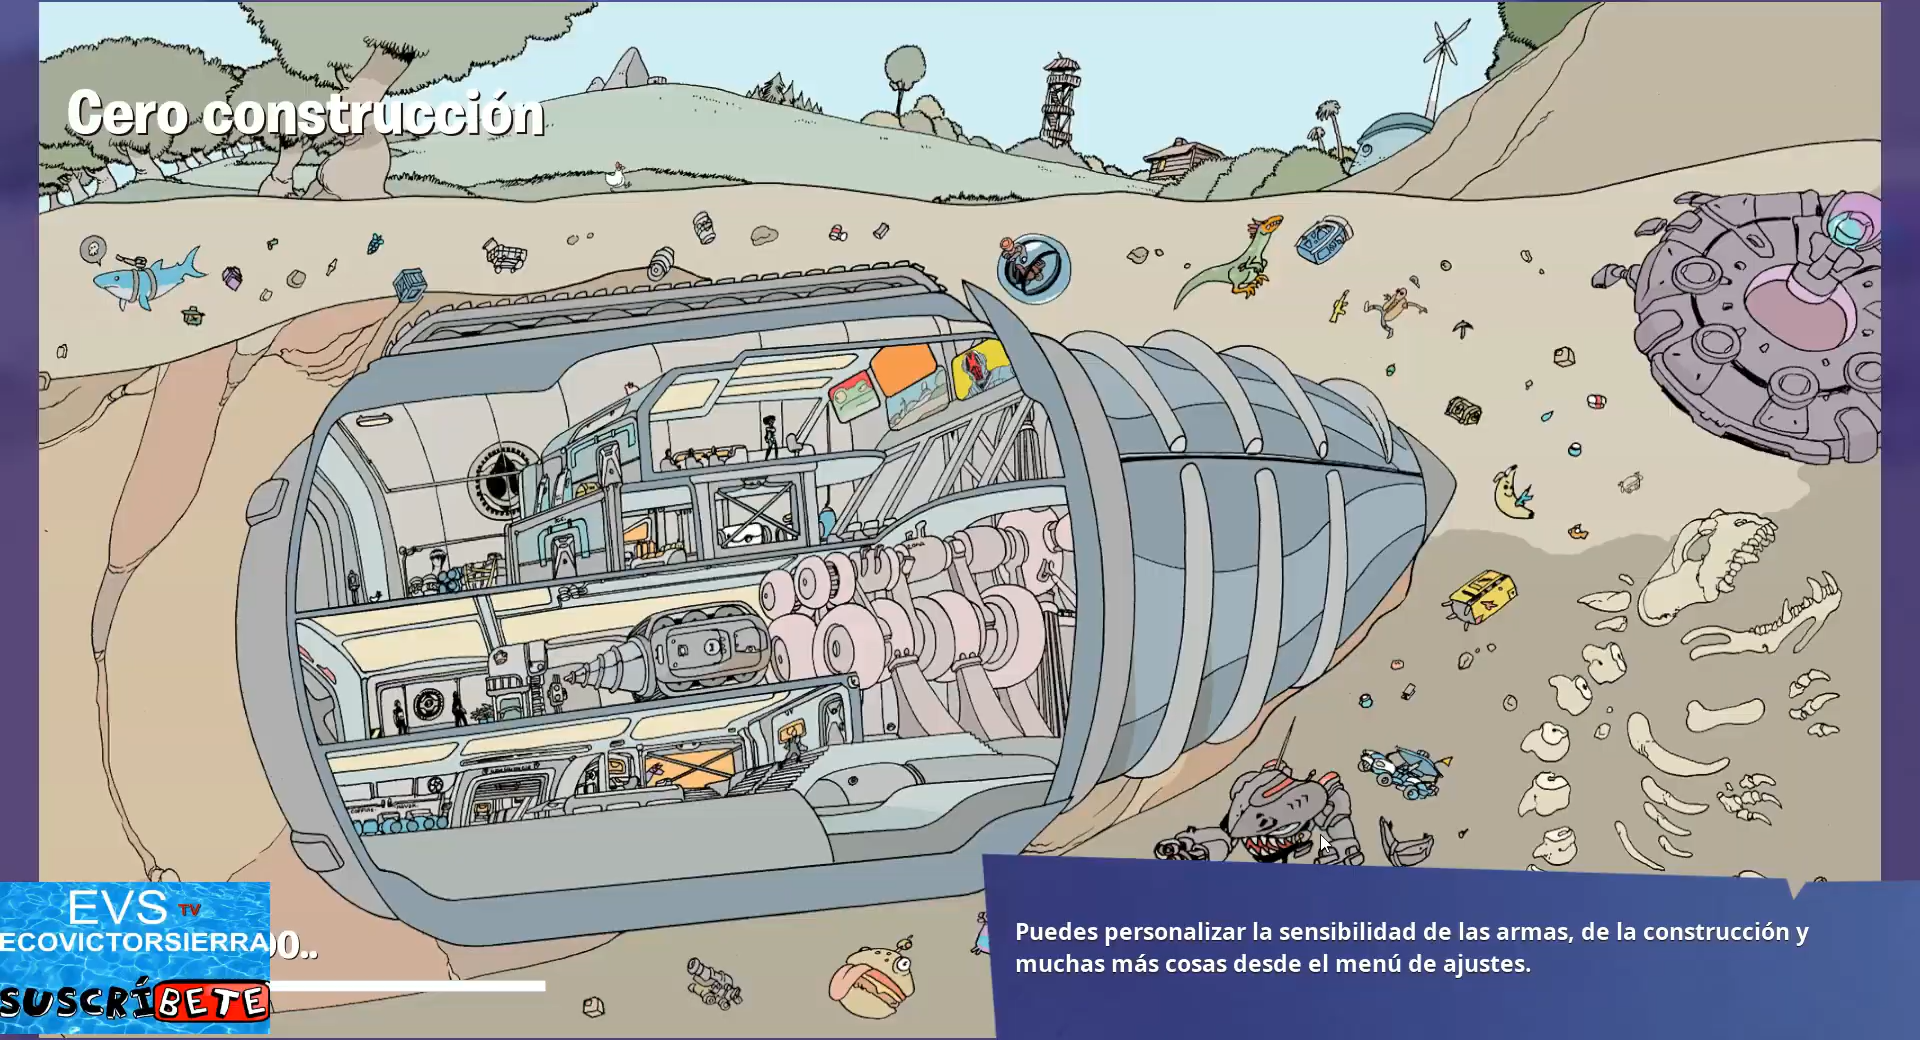 Cero construcción
EVS TV
ECOVICTORSIERRA
SUSCRÍBETE
Puedes personalizar la sensibilidad de las armas, de la construcción y
muchas más cosas desde el menú de ajustes.